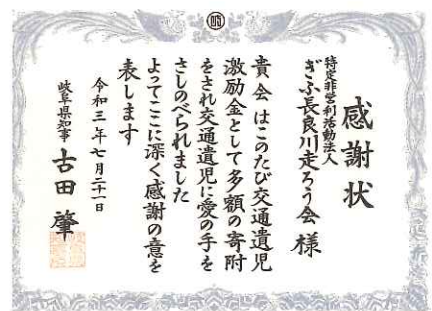 感謝状
特定非営利活動法人
ぎふ長良川走ろう会 様
貴会はこのたび交通遺児
激励金として多額の寄附
をされ交通遺児に愛の手を
さしのべられました
よってここに深く感謝の意を
表します
令和三年七月二十一日
岐阜県知事 古田 肇